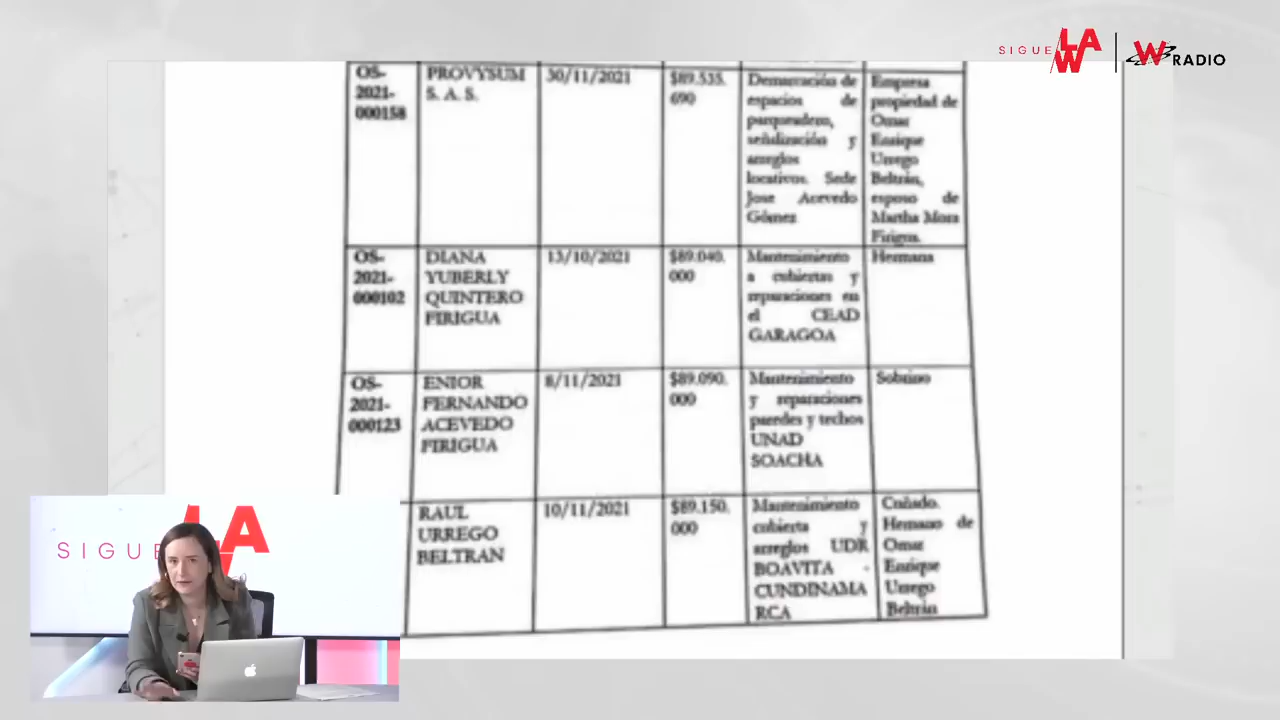 SIGUE LA W
W RADIO
OS-
2021-
000158
PROVYSUM
S. A. S.
30/11/2021
$89.535.
690
Demarcación de
espacios de
parqueadero,
señalización y
arreglos
locativos. Sede
Jose Acevedo
Gómez
Empresa
propiedad de
Omar
Enrique
Urrego
Beltrán,
esposo de
Martha Mora
Firigua.
OS-
2021-
000102
DIANA
YUBERLY
QUINTERO
FIRIGUA
13/10/2021
$89.040.
000
Mantenimiento
a cubiertas y
reparaciones en
el CEAD
GARAGOA
Hermana
OS-
2021-
000123
ENIOR
FERNANDO
ACEVEDO
FIRIGUA
8/11/2021
$89.090.
000
Mantenimiento
y reparaciones
paredes y techos
UNAD
SOACHA
Sobrino
RAUL
URREGO
BELTRAN
10/11/2021
$89.150.
000
Mantenimiento
cubierta y
arreglos UDR
BOAVITA -
CUNDINAMA
RCA
Cuñado.
Hemano de
Omar
Enrique
Urrego
Beltrán
SIGUE LA